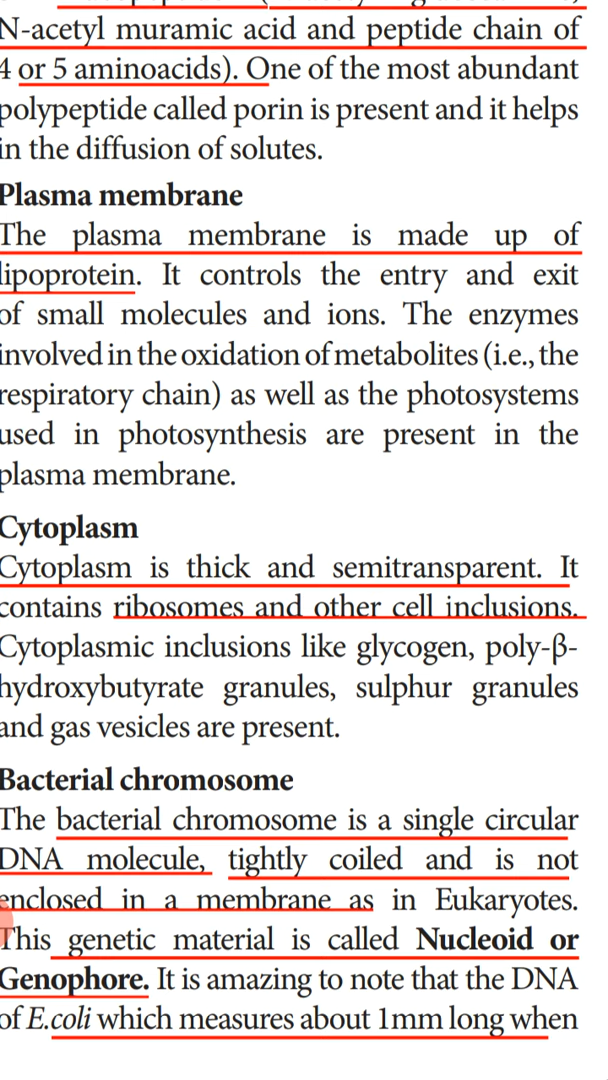 N-acetyl muramic acid and peptide chain of
4 or 5 aminoacids). One of the most abundant
polypeptide called porin is present and it helps
in the diffusion of solutes.
Plasma membrane
The plasma membrane is made up of
lipoprotein. It controls the entry and exit
of small molecules and ions. The enzymes
involved in the oxidation of metabolites (i.e., the
respiratory chain) as well as the photosystems
used in photosynthesis are present in the
plasma membrane.
Cytoplasm
Cytoplasm is thick and semitransparent. It
contains ribosomes and other cell inclusions.
Cytoplasmic inclusions like glycogen, poly-β-
hydroxybutyrate granules, sulphur granules
and gas vesicles are present.
Bacterial chromosome
The bacterial chromosome is a single circular
DNA molecule, tightly coiled and is not
enclosed in a membrane as in Eukaryotes.
This genetic material is called Nucleoid or
Genophore. It is amazing to note that the DNA
of E.coli which measures about 1mm long when